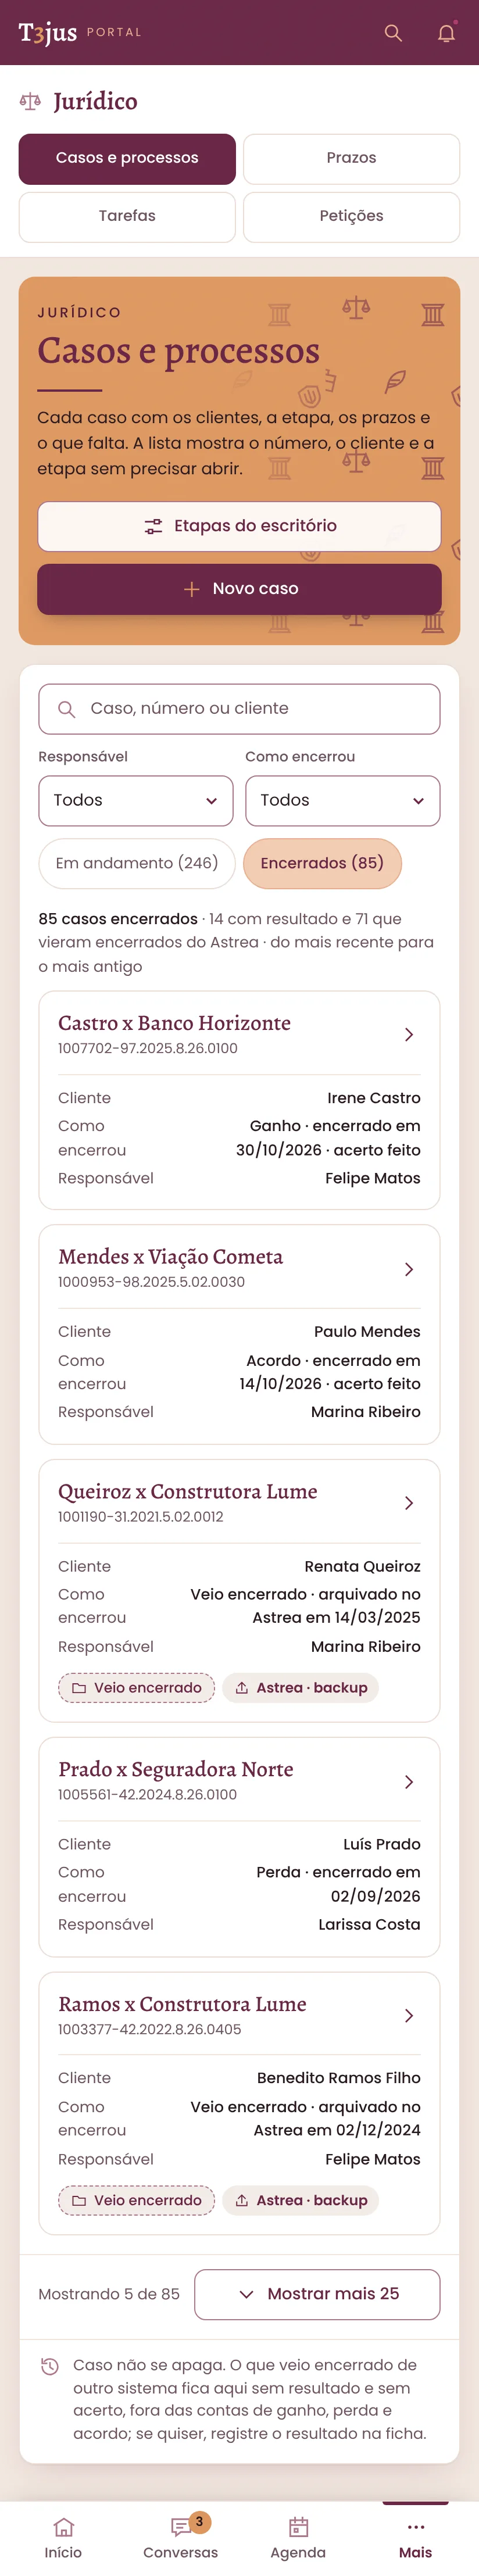 T3jus PORTAL
Jurídico
Casos e processos
Prazos
Tarefas
Petições
JURÍDICO
Casos e processos
Cada caso com os clientes, a etapa, os prazos e
o que falta. A lista mostra o número, o cliente e a
etapa sem precisar abrir.
Etapas do escritório
Novo caso
Caso, número ou cliente
Responsável
Como encerrou
Todos
Todos
Em andamento (246)
Encerrados (85)
85 casos encerrados · 14 com resultado e 71 que
vieram encerrados do Astrea · do mais recente para
o mais antigo
Castro x Banco Horizonte
1007702-97.2025.8.26.0100
Cliente Irene Castro
Como Ganho · encerrado em
encerrou 30/10/2026 · acerto feito
Responsável Felipe Matos
Mendes x Viação Cometa
1000953-98.2025.5.02.0030
Cliente Paulo Mendes
Como Acordo · encerrado em
encerrou 14/10/2026 · acerto feito
Responsável Marina Ribeiro
Queiroz x Construtora Lume
1001190-31.2021.5.02.0012
Cliente Renata Queiroz
Como Veio encerrado · arquivado no
encerrou Astrea em 14/03/2025
Responsável Marina Ribeiro
Veio encerrado
Astrea · backup
Prado x Seguradora Norte
1005561-42.2024.8.26.0100
Cliente Luís Prado
Como Perda · encerrado em
encerrou 02/09/2026
Responsável Larissa Costa
Ramos x Construtora Lume
1003377-42.2022.8.26.0405
Cliente Benedito Ramos Filho
Como Veio encerrado · arquivado no
encerrou Astrea em 02/12/2024
Responsável Felipe Matos
Veio encerrado
Astrea · backup
Mostrando 5 de 85
Mostrar mais 25
Caso não se apaga. O que veio encerrado de
outro sistema fica aqui sem resultado e sem
acerto, fora das contas de ganho, perda e
acordo; se quiser, registre o resultado na ficha.
3
Início
Conversas
Agenda
Mais